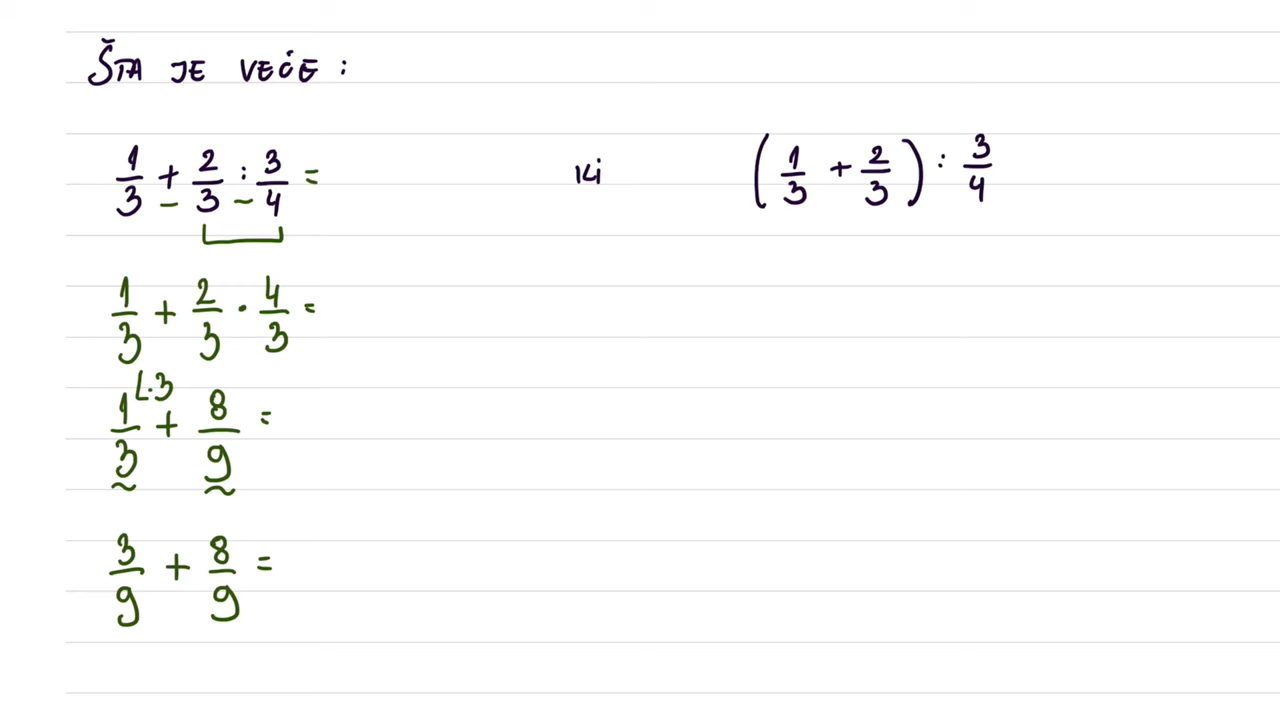 ŠTA JE VEĆE :
1/3 + 2/3 : 3/4 = ILI (1/3 + 2/3) : 3/4
1/3 + 2/3 · 4/3 =
1/3 ⌊·3 + 8/9 =
3/9 + 8/9 =